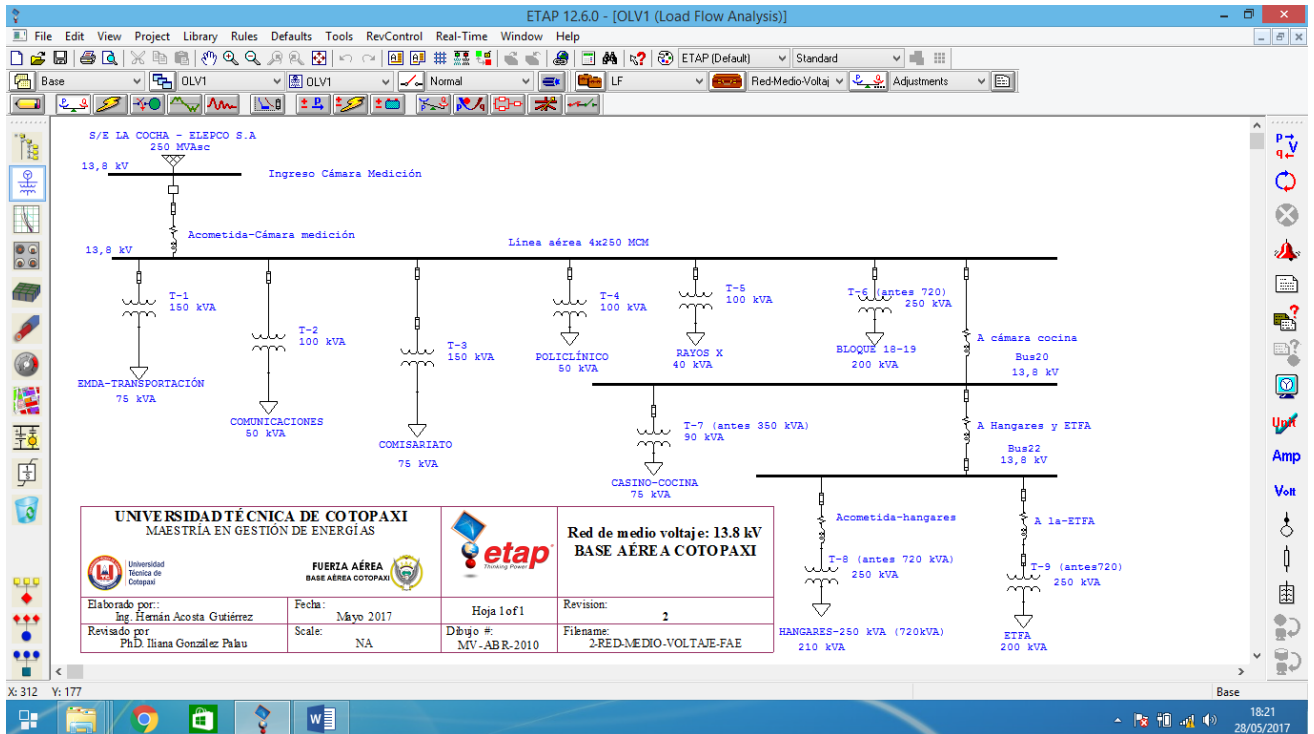 ETAP 12.6.0 - [OLV1 (Load Flow Analysis)]
File Edit View Project Library Rules Defaults Tools RevControl Real-Time Window Help
ETAP (Default) Standard
Base OLV1 OLV1 Normal LF Red-Medio-Voltaj Adjustments
S/E LA COCHA - ELEPCO S.A
250 MVAsc
13,8 kV
Ingreso Cámara Medición
Acometida-Cámara medición
13,8 kV
Línea aérea 4x250 MCM
T-1
150 kVA
EMDA-TRANSPORTACIÓN
75 kVA
T-2
100 kVA
COMUNICACIONES
50 kVA
T-3
150 kVA
COMISARIATO
75 kVA
T-4
100 kVA
POLICLÍNICO
50 kVA
T-5
100 kVA
RAYOS X
40 kVA
T-6 (antes 720)
250 kVA
BLOQUE 18-19
200 kVA
A cámara cocina
Bus20
13,8 kV
T-7 (antes 350 kVA)
90 kVA
CASINO-COCINA
75 kVA
A Hangares y ETFA
Bus22
13,8 kV
Acometida-hangares
T-8 (antes 720 kVA)
250 kVA
HANGARES-250 kVA (720kVA)
210 kVA
A la-ETFA
T-9 (antes720)
250 kVA
ETFA
200 kVA
UNIVERSIDAD TÉCNICA DE COTOPAXI
MAESTRÍA EN GESTIÓN DE ENERGÍAS
Universidad
Técnica de
Cotopaxi
FUERZA AÉREA
BASE AÉREA COTOPAXI
etap
Thinking Power
Red de medio voltaje: 13.8 kV
BASE AÉREA COTOPAXI
Elaborado por::
Ing. Hernán Acosta Gutiérrez
Fecha:
Mayo 2017
Hoja 1of1
Revision:
2
Revisado por
PhD. Iliana González Palau
Scale:
NA
Dibujo #:
MV-ABR-2010
Filename:
2-RED-MEDIO-VOLTAJE-FAE
Unit
Amp
Volt
X: 312 Y: 177
Base
18:21
28/05/2017